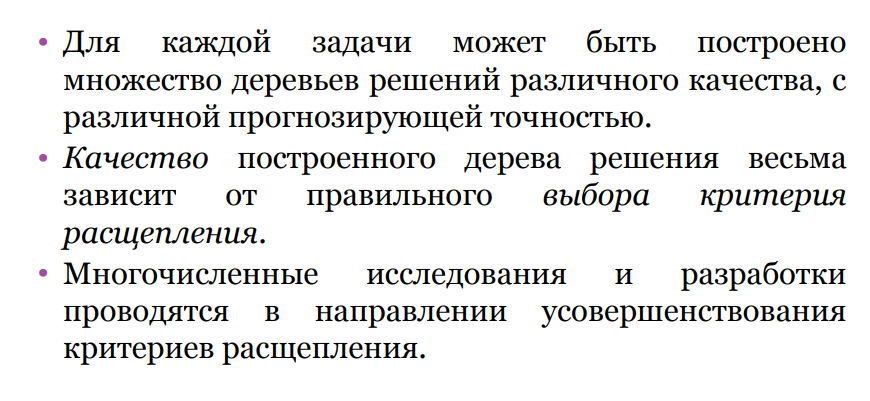 • Для каждой задачи может быть построено
множество деревьев решений различного качества, с
различной прогнозирующей точностью.
• Качество построенного дерева решения весьма
зависит от правильного выбора критерия
расщепления.
• Многочисленные исследования и разработки
проводятся в направлении усовершенствования
критериев расщепления.